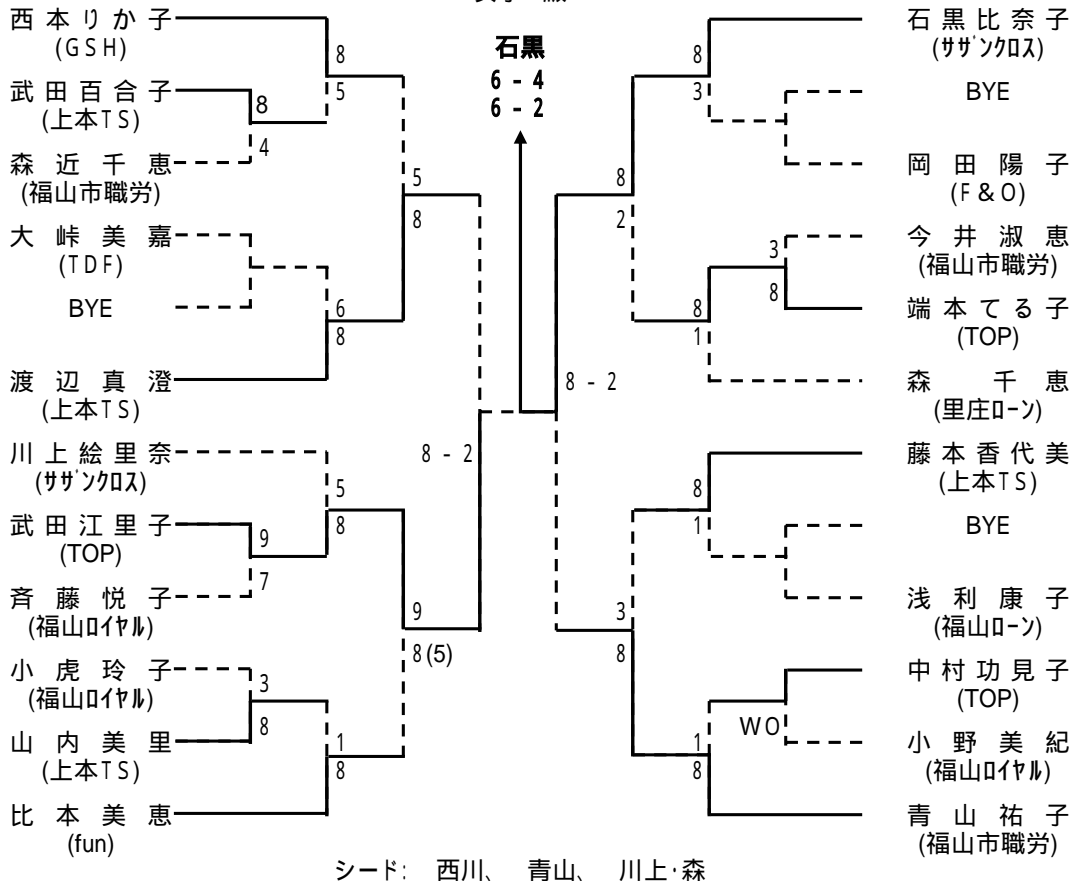 西本りか子
(GSH)
8
5
武田百合子
(上本TS)
8
4
森近千恵
(福山市職労)
5
8
大峠美嘉
(TDF)
BYE
6
8
渡辺真澄
(上本TS)
川上絵里奈
(ササンクロス)
5
8
武田江里子
(TOP)
9
7
斉藤悦子
(福山ロイヤル)
9
8(5)
小虎玲子
(福山ロイヤル)
3
8
山内美里
(上本TS)
1
8
比本美恵
(fun)
8 - 2
石黒
6 - 4
6 - 2
8 - 2
石黒比奈子
(サザンクロス)
8
3
BYE
岡田陽子
(F&O)
8
2
今井淑恵
(福山市職労)
3
8
端本てる子
(TOP)
8
1
森千恵
(里庄ローン)
藤本香代美
(上本TS)
8
1
BYE
浅利康子
(福山ローン)
3
8
中村功見子
(TOP)
WO
小野美紀
(福山ロイヤル)
1
8
青山祐子
(福山市職労)
シード: 西川、 青山、 川上・森